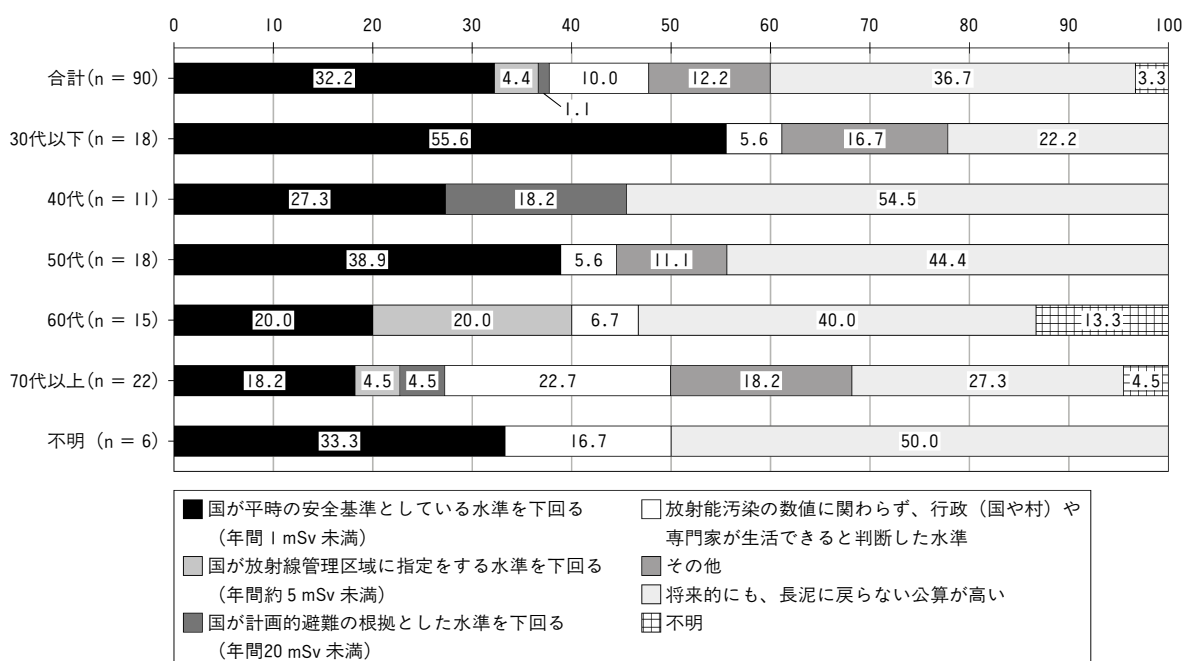 0 10 20 30 40 50 60 70 80 90 100
合計（n = 90） 32.2 4.4 10.0 12.2 36.7 3.3
1.1
30代以下（n = 18） 55.6 5.6 16.7 22.2
40代（n = 11） 27.3 18.2 54.5
50代（n = 18） 38.9 5.6 11.1 44.4
60代（n = 15） 20.0 20.0 6.7 40.0 13.3
70代以上（n = 22） 18.2 4.5 4.5 22.7 18.2 27.3 4.5
不明（n = 6） 33.3 16.7 50.0
国が平時の安全基準としている水準を下回る
（年間1mSv 未満）
国が放射線管理区域に指定をする水準を下回る
（年間約5mSv 未満）
国が計画的避難の根拠とした水準を下回る
（年間20 mSv 未満）
放射能汚染の数値に関わらず、行政（国や村）や
専門家が生活できると判断した水準
その他
将来的にも、長泥に戻らない公算が高い
不明